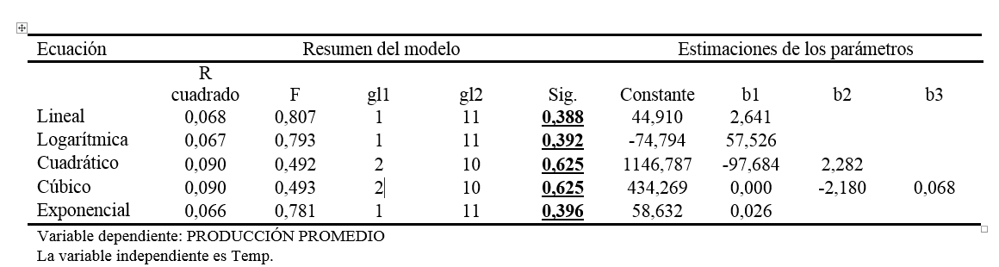 Ecuación Resumen del modelo Estimaciones de los parámetros
R
cuadrado F gl1 gl2 Sig. Constante b1 b2 b3
Lineal 0,068 0,807 1 11 0,388 44,910 2,641
Logarítmica 0,067 0,793 1 11 0,392 -74,794 57,526
Cuadrático 0,090 0,492 2 10 0,625 1146,787 -97,684 2,282
Cúbico 0,090 0,493 2 10 0,625 434,269 0,000 -2,180 0,068
Exponencial 0,066 0,781 1 11 0,396 58,632 0,026
Variable dependiente: PRODUCCIÓN PROMEDIO
La variable independiente es Temp.